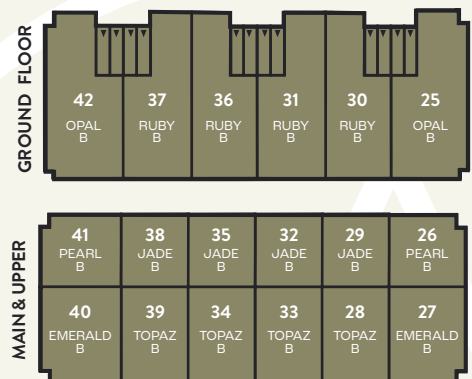 GROUND FLOOR
42 37 36 31 30 25
OPAL RUBY RUBY RUBY RUBY OPAL
B B B B B B
MAIN & UPPER
41 38 35 32 29 26
PEARL JADE JADE JADE JADE PEARL
B B B B B B
40 39 34 33 28 27
EMERALD TOPAZ TOPAZ TOPAZ TOPAZ EMERALD
B B B B B B